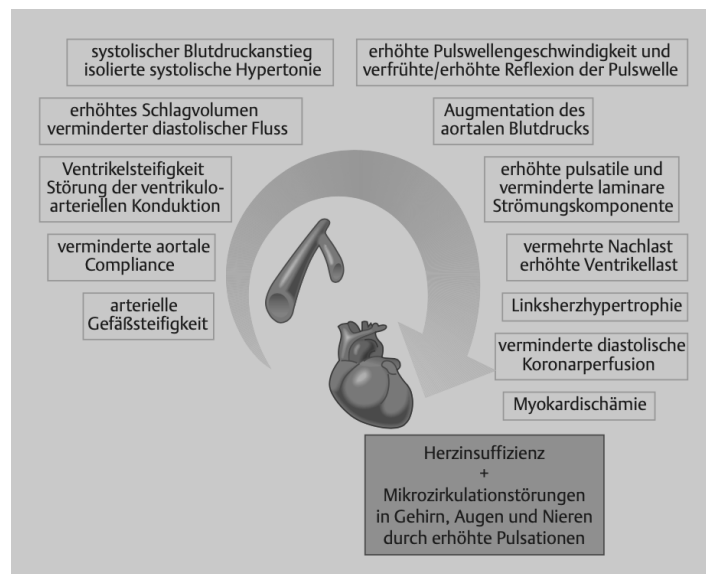 systolischer Blutdruckanstieg
isolierte systolische Hypertonie
erhöhte Pulswellengeschwindigkeit und
verfrühte/erhöhte Reflexion der Pulswelle
erhöhtes Schlagvolumen
verminderter diastolischer Fluss
Augmentation des
aortalen Blutdrucks
Ventrikelsteifigkeit
Störung der ventrikulo-
arteriellen Konduktion
erhöhte pulsatile und
verminderte laminare
Strömungskomponente
verminderte aortale
Compliance
vermehrte Nachlast
erhöhte Ventrikellast
arterielle
Gefäßsteifigkeit
Linksherzhypertrophie
verminderte diastolische
Koronarperfusion
Myokardischämie
Herzinsuffizienz
+
Mikrozirkulationstörungen
in Gehirn, Augen und Nieren
durch erhöhte Pulsationen